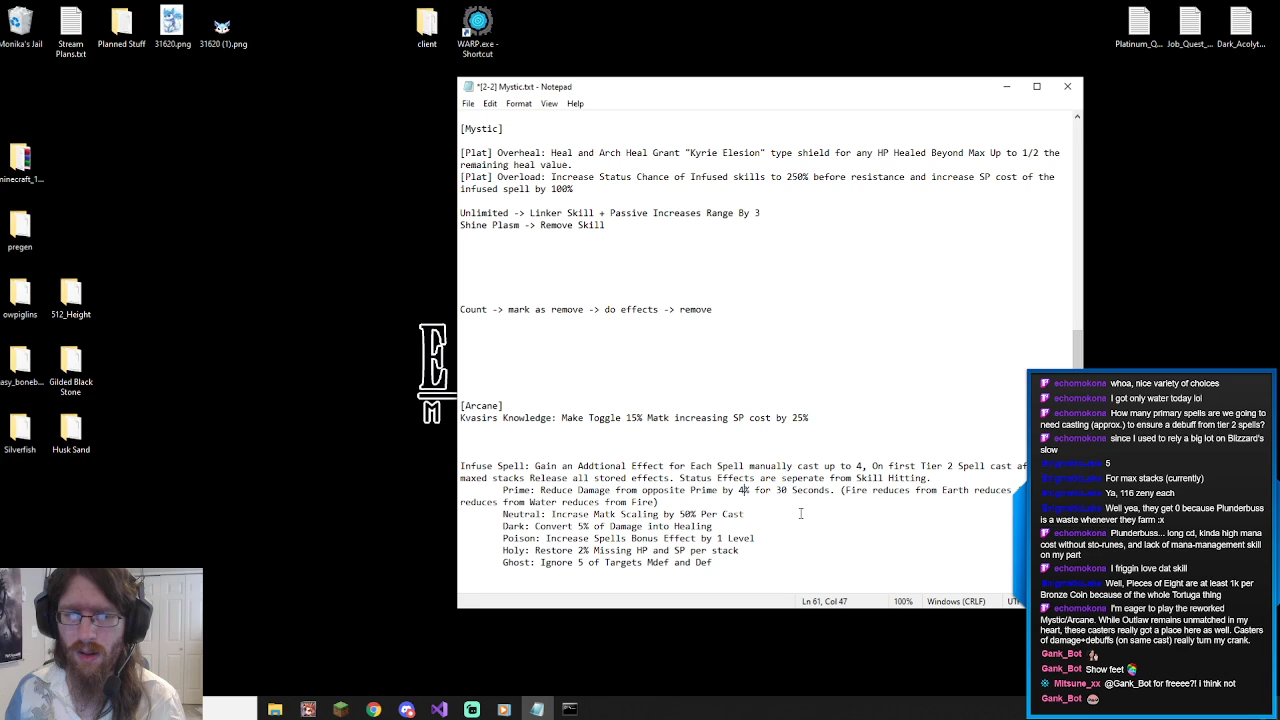 Monika's Jail
Stream Plans.txt
Planned Stuff
31620.png
31620 (1).png
client
WARP.exe - Shortcut
Platinum_Q...
Job_Quest_...
Dark_Acolyt...
*[2-2] Mystic.txt - Notepad
File Edit Format View Help
[Mystic]
[Plat] Overheal: Heal and Arch Heal Grant "Kyrie Elesion" type shield for any HP Healed Beyond Max Up to 1/2 the
remaining heal value.
[Plat] Overload: Increase Status Chance of Infused skills to 250% before resistance and increase SP cost of the
infused spell by 100%
Unlimited -> Linker Skill + Passive Increases Range By 3
Shine Plasm -> Remove Skill
Count -> mark as remove -> do effects -> remove
[Arcane]
Kvasirs Knowledge: Make Toggle 15% Matk increasing SP cost by 25%
Infuse Spell: Gain an Addtional Effect for Each Spell manually cast up to 4, On first Tier 2 Spell cast af
maxed stacks Release all stored effects. Status Effects are seperate from Skill Hitting.
Prime: Reduce Damage from opposite Prime by 4% for 30 Seconds. (Fire reduces from Earth reduces
reduces from Water reduces from Fire)
Neutral: Increase Matk Scaling by 50% Per Cast
Dark: Convert 5% of Damage into Healing
Poison: Increase Spells Bonus Effect by 1 Level
Holy: Restore 2% Missing HP and SP per stack
Ghost: Ignore 5 of Targets Mdef and Def
Ln 61, Col 47
100%
Windows (CRLF)
UT
minecraft_1...
pregen
owpiglins
512_Height
asy_boneb...
Gilded Black Stone
Silverfish
Husk Sand
E
M
echomokona: whoa, nice variety of choices
echomokona: I got only water today lol
echomokona: How many primary spells are we going to
need casting (approx.) to ensure a debuff from tier 2 spells?
echomokona: since I used to rely a big lot on Blizzard's
slow
5
For max stacks (currently)
Ya, 116 zeny each
Well yea, they get 0 because Plunderbuss
is a waste whenever they farm :x
echomokona: Plunderbuss... long cd, kinda high mana
cost without sto-runes, and lack of mana-management skill
on my part
echomokona: I friggin love dat skill
Well, Pieces of Eight are at least 1k per
Bronze Coin because of the whole Tortuga thing
echomokona: I'm eager to play the reworked
Mystic/Arcane. While Outlaw remains unmatched in my
heart, these casters really got a place here as well. Casters
of damage+debuffs (on same cast) really turn my crank.
Gank_Bot
Gank_Bot: Show feet
Mitsune_xx: @Gank_Bot for freeee?! i think not
Gank_Bot